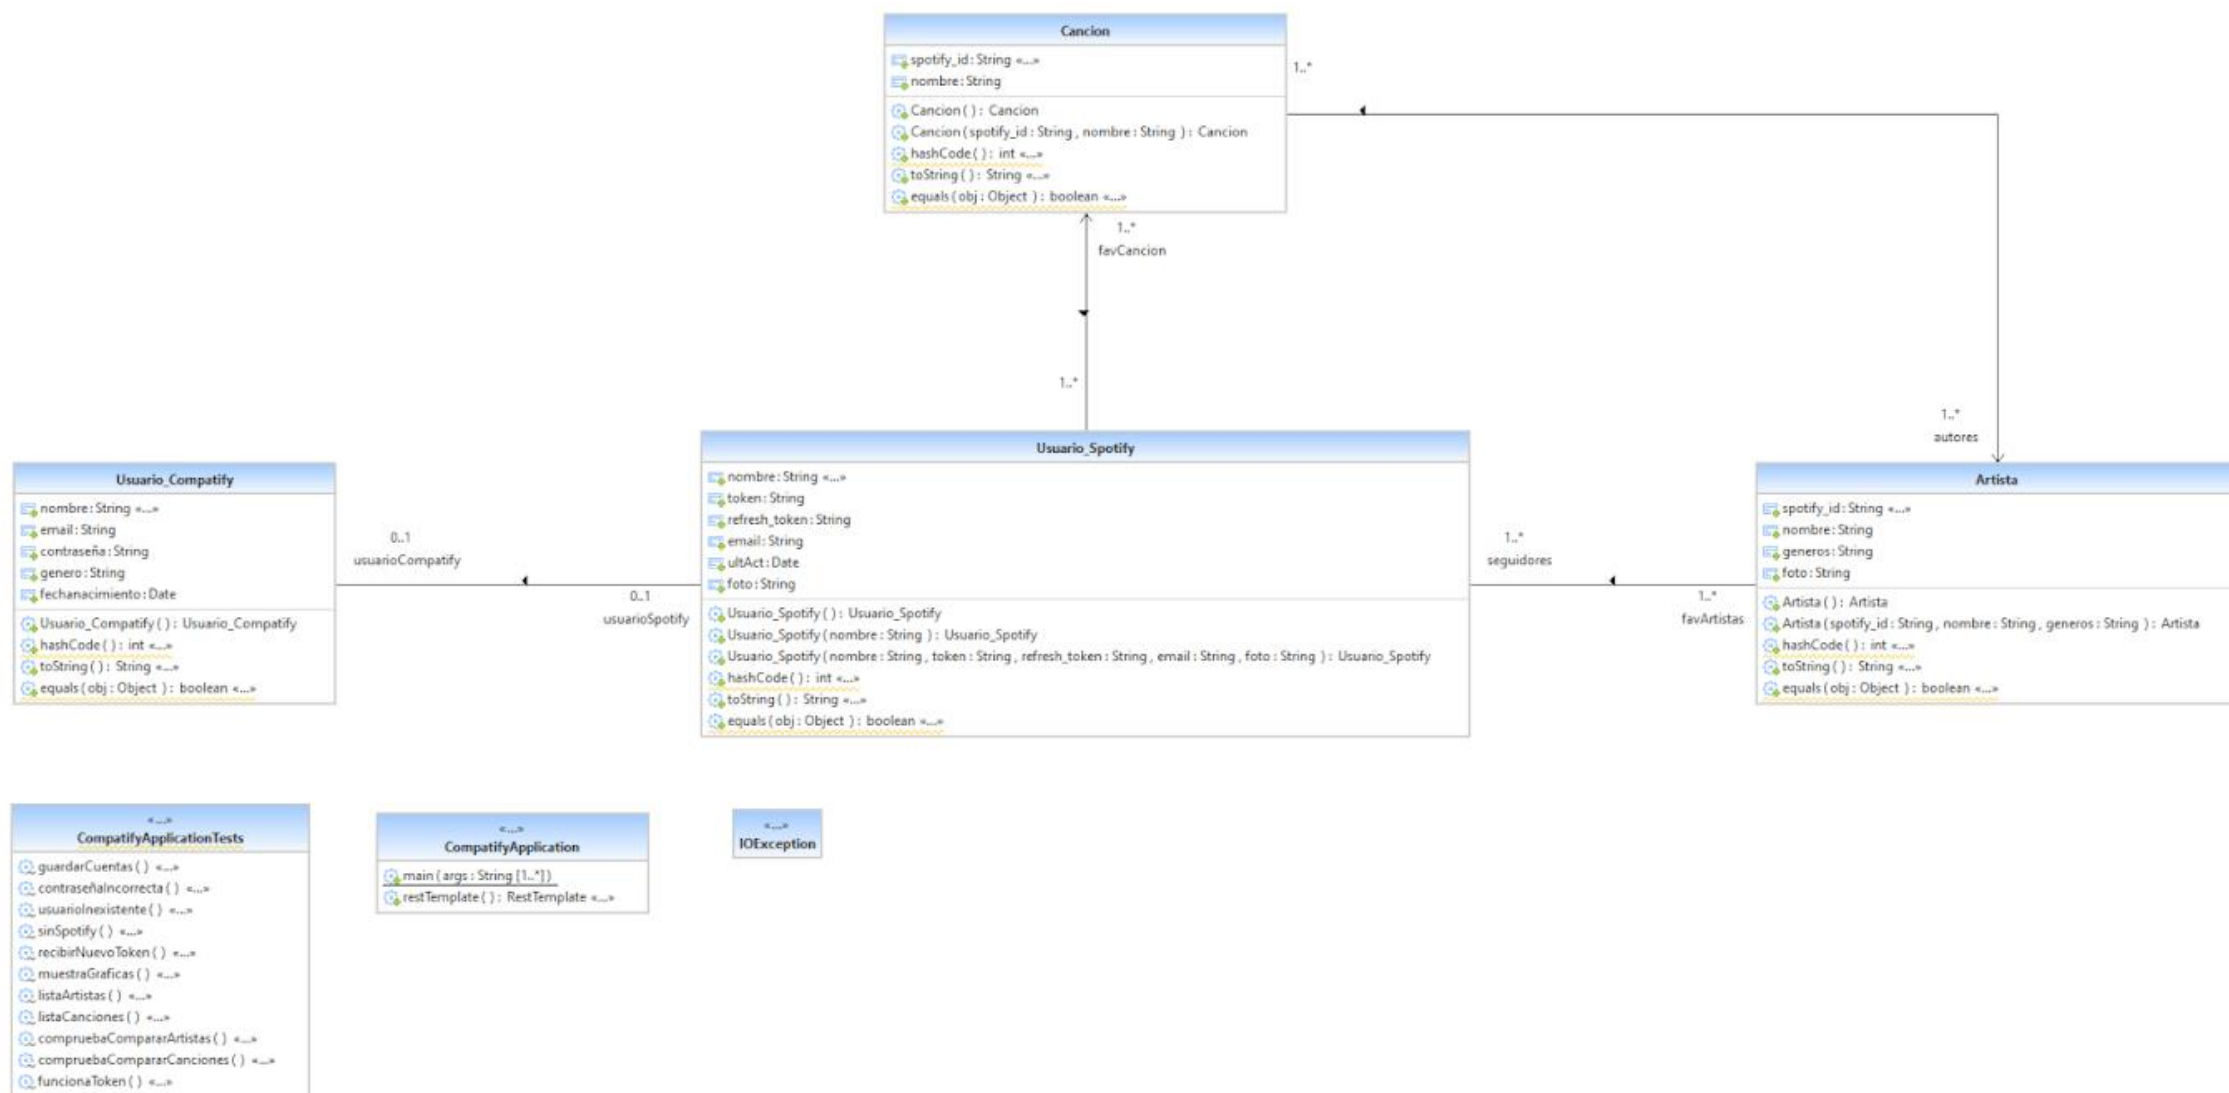 Cancion
spotify_id: String «...»
nombre: String
Cancion ( ) : Cancion
Cancion ( spotify_id : String , nombre : String ) : Cancion
hashCode ( ) : int «...»
toString ( ) : String «...»
equals ( obj : Object ) : boolean «...»
1..*
1..*
favCancion
1..*
1..*
autores
Usuario_Compatify
nombre: String «...»
email: String
contraseña: String
genero: String
fechanacimiento: Date
Usuario_Compatify ( ) : Usuario_Compatify
hashCode ( ) : int «...»
toString ( ) : String «...»
equals ( obj : Object ) : boolean «...»
0..1
usuarioCompatify
0..1
usuarioSpotify
Usuario_Spotify
nombre: String «...»
token: String
refresh_token: String
email: String
ultAct: Date
foto: String
Usuario_Spotify ( ) : Usuario_Spotify
Usuario_Spotify ( nombre : String ) : Usuario_Spotify
Usuario_Spotify ( nombre : String , token : String , refresh_token : String , email : String , foto : String ) : Usuario_Spotify
hashCode ( ) : int «...»
toString ( ) : String «...»
equals ( obj : Object ) : boolean «...»
1..*
seguidores
1..*
favArtistas
Artista
spotify_id: String «...»
nombre: String
generos: String
foto: String
Artista ( ) : Artista
Artista ( spotify_id : String , nombre : String , generos : String ) : Artista
hashCode ( ) : int «...»
toString ( ) : String «...»
equals ( obj : Object ) : boolean «...»
«...»
CompatifyApplicationTests
guardarCuentas ( ) «...»
contraseñaIncorrecta ( ) «...»
usuarioInexistente ( ) «...»
sinSpotify ( ) «...»
recibirNuevoToken ( ) «...»
muestraGraficas ( ) «...»
listaArtistas ( ) «...»
listaCanciones ( ) «...»
compruebaCompararArtistas ( ) «...»
compruebaCompararCanciones ( ) «...»
funcionaToken ( ) «...»
«...»
CompatifyApplication
main ( args : String [1..*] )
restTemplate ( ) : RestTemplate «...»
«...»
IOException